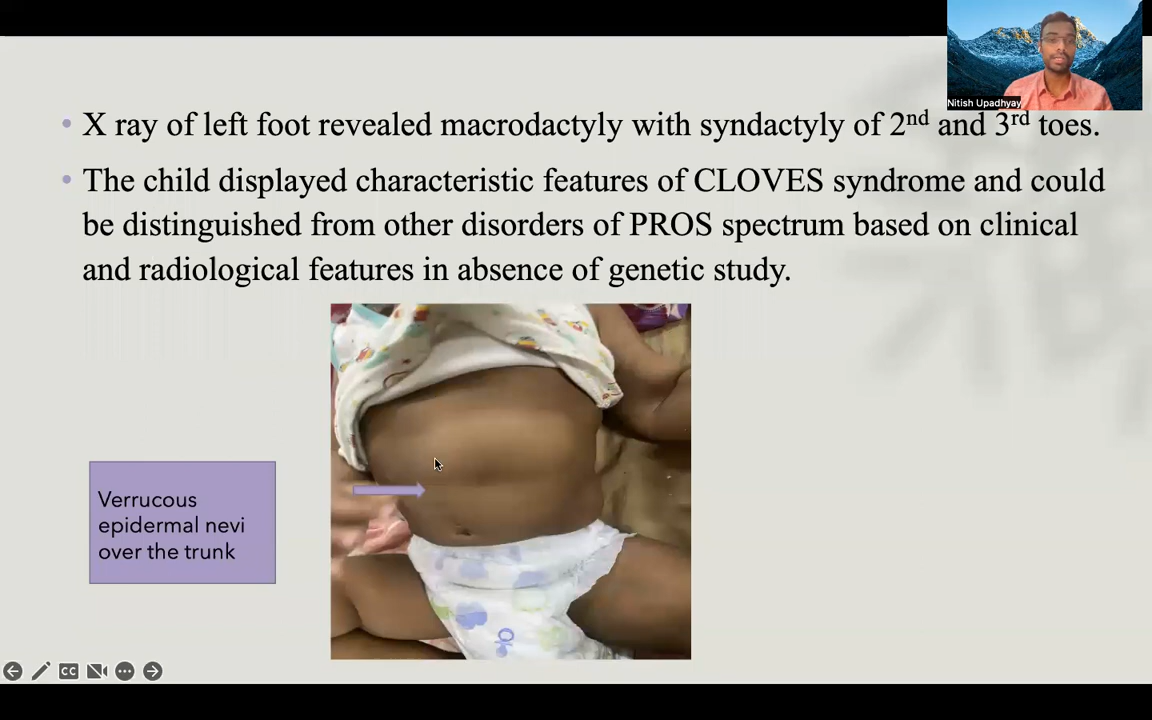 Nitish Upadhyay
• X ray of left foot revealed macrodactyly with syndactyly of 2nd and 3rd toes.
• The child displayed characteristic features of CLOVES syndrome and could
be distinguished from other disorders of PROS spectrum based on clinical
and radiological features in absence of genetic study.
Verrucous
epidermal nevi
over the trunk
CC